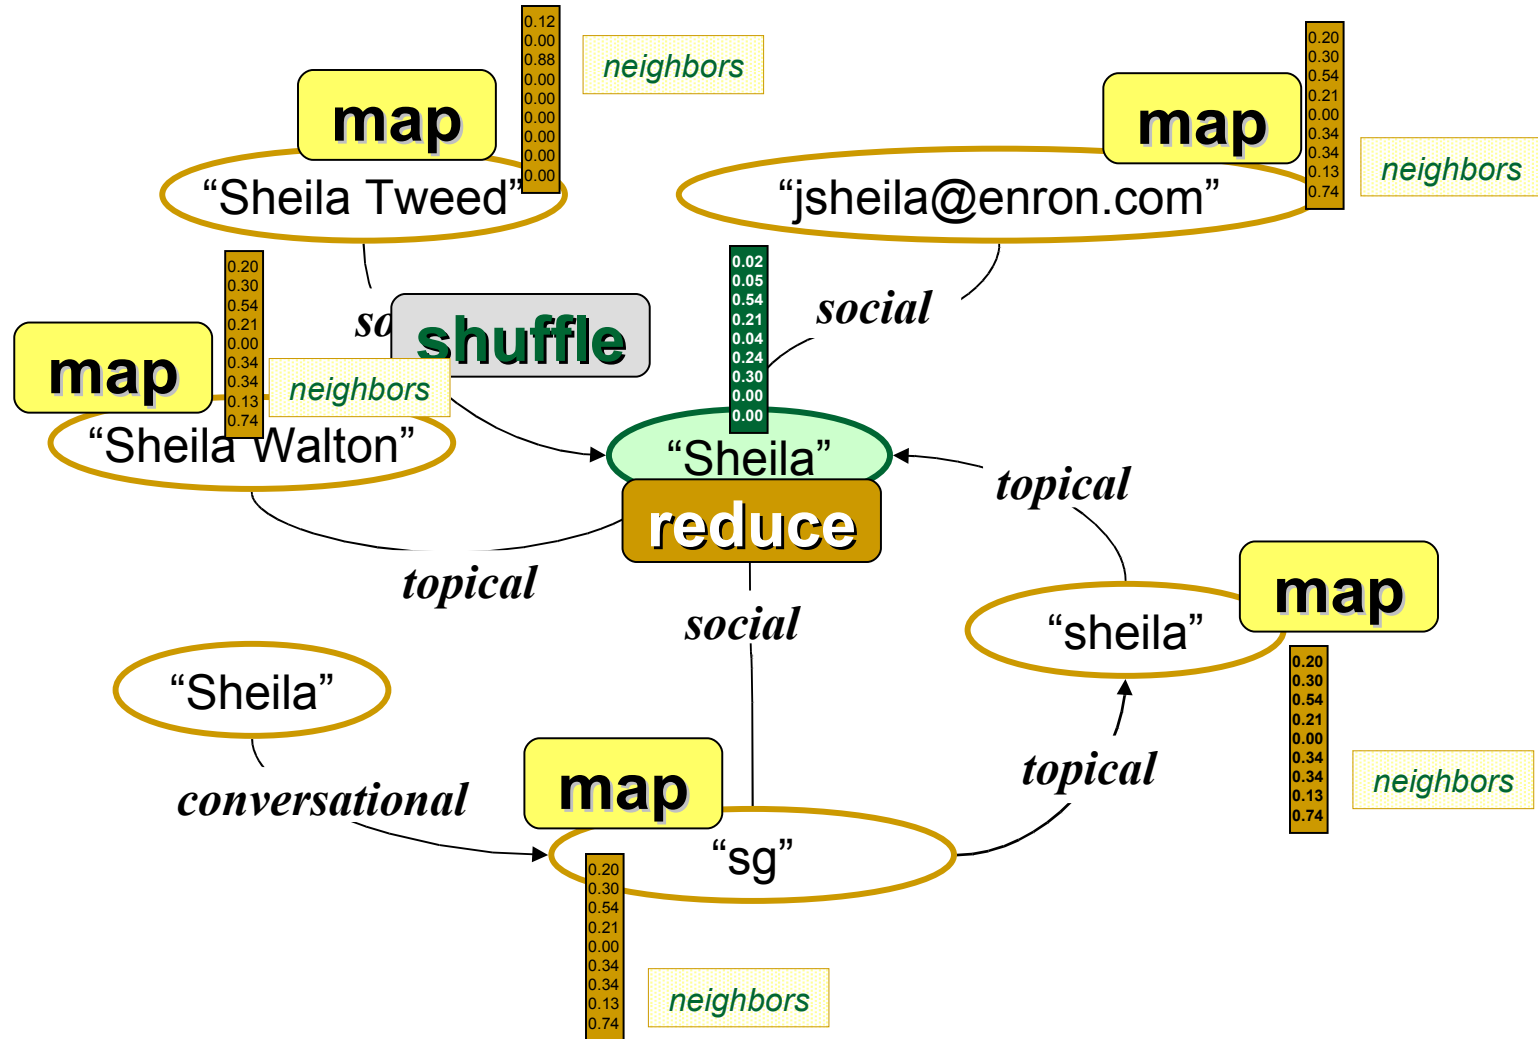 0.12
0.00
0.88
0.00
0.00
0.00
0.00
0.00
0.00
neighbors
map
“Sheila Tweed”
0.20
0.30
0.54
0.21
0.00
0.34
0.34
0.13
0.74
map
neighbors
“jsheila@enron.com”
0.20
0.30
0.54
0.21
0.00
0.34
0.34
0.13
0.74
map
neighbors
“Sheila Walton”
shuffle
0.02
0.05
0.54
0.21
0.04
0.24
0.30
0.00
0.00
social
“Sheila”
reduce
topical
topical
social
“sheila”
map
0.20
0.30
0.54
0.21
0.00
0.34
0.34
0.13
0.74
neighbors
“Sheila”
conversational
map
“sg”
topical
0.20
0.30
0.54
0.21
0.00
0.34
0.34
0.13
0.74
neighbors